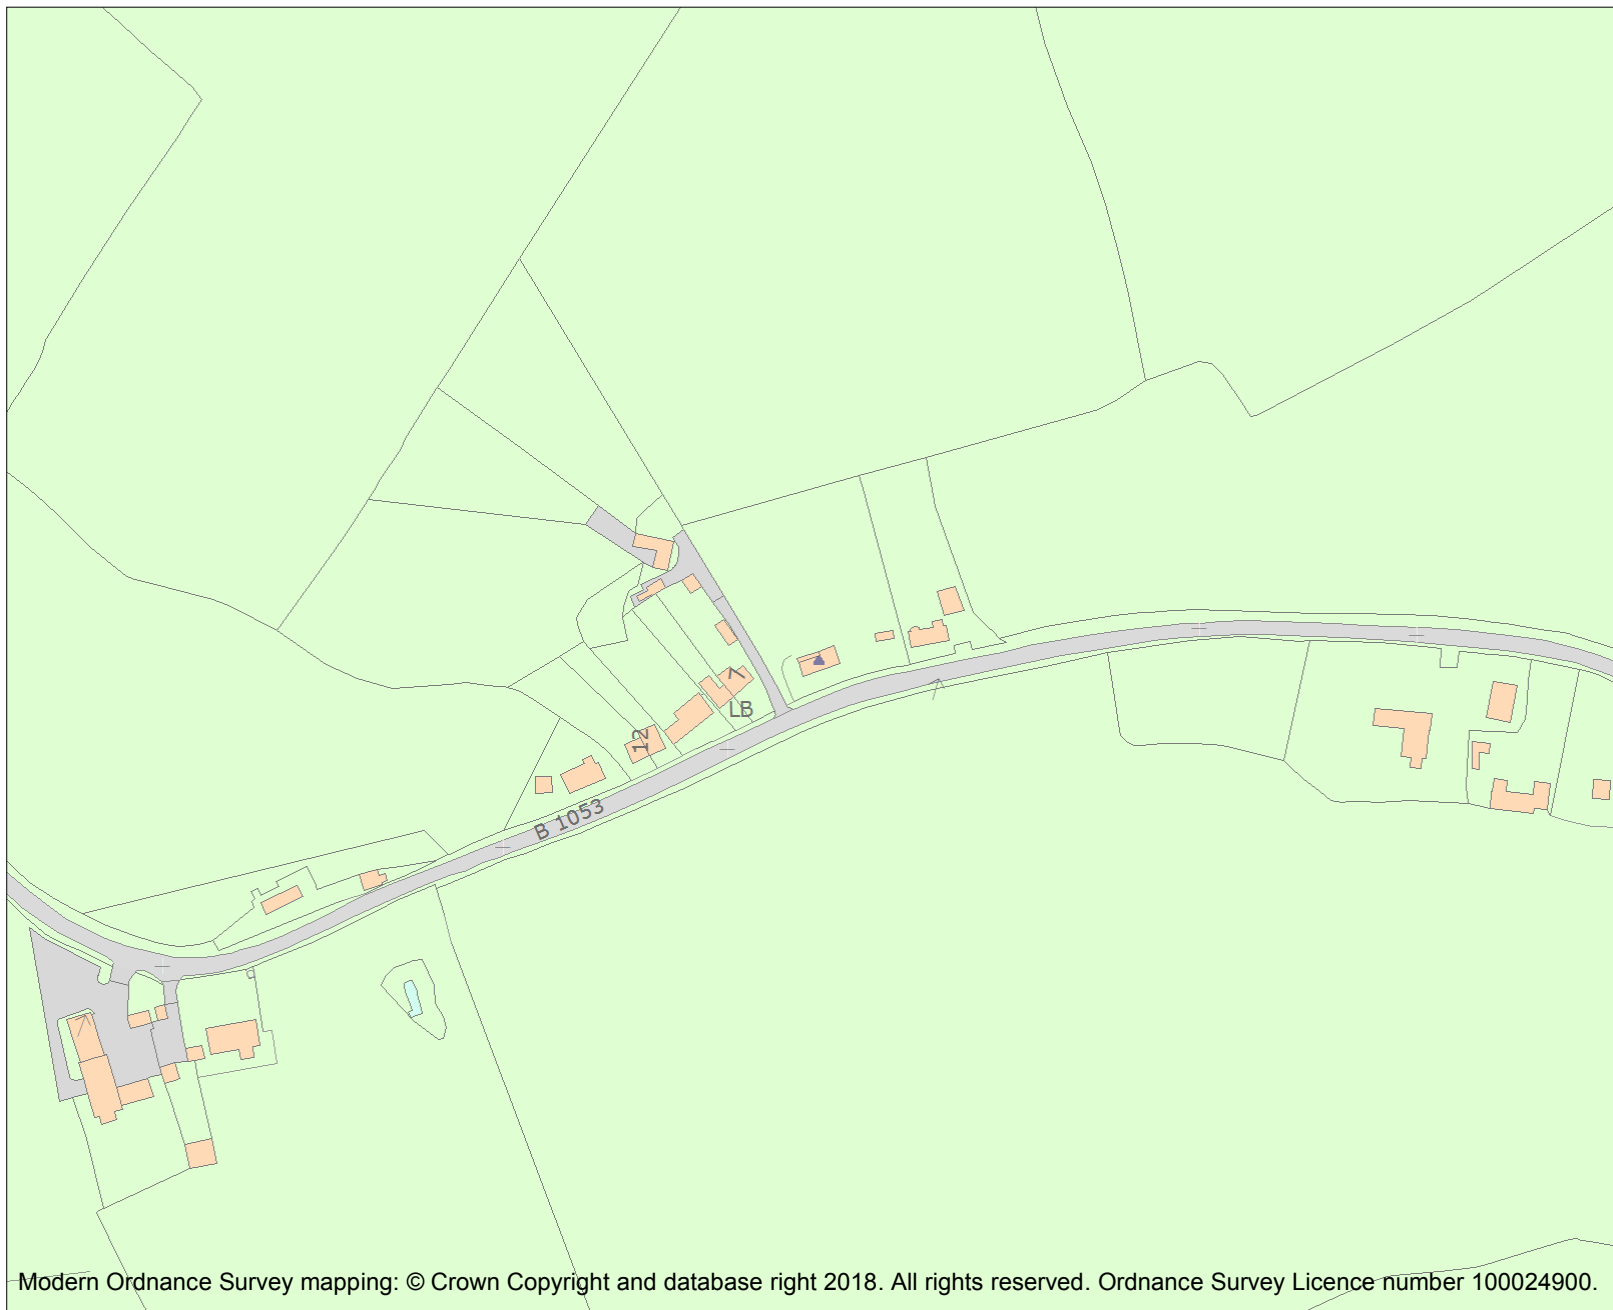 7
LB
12
B 1053
Modern Ordnance Survey mapping: © Crown Copyright and database right 2018. All rights reserved. Ordnance Survey Licence number 100024900.